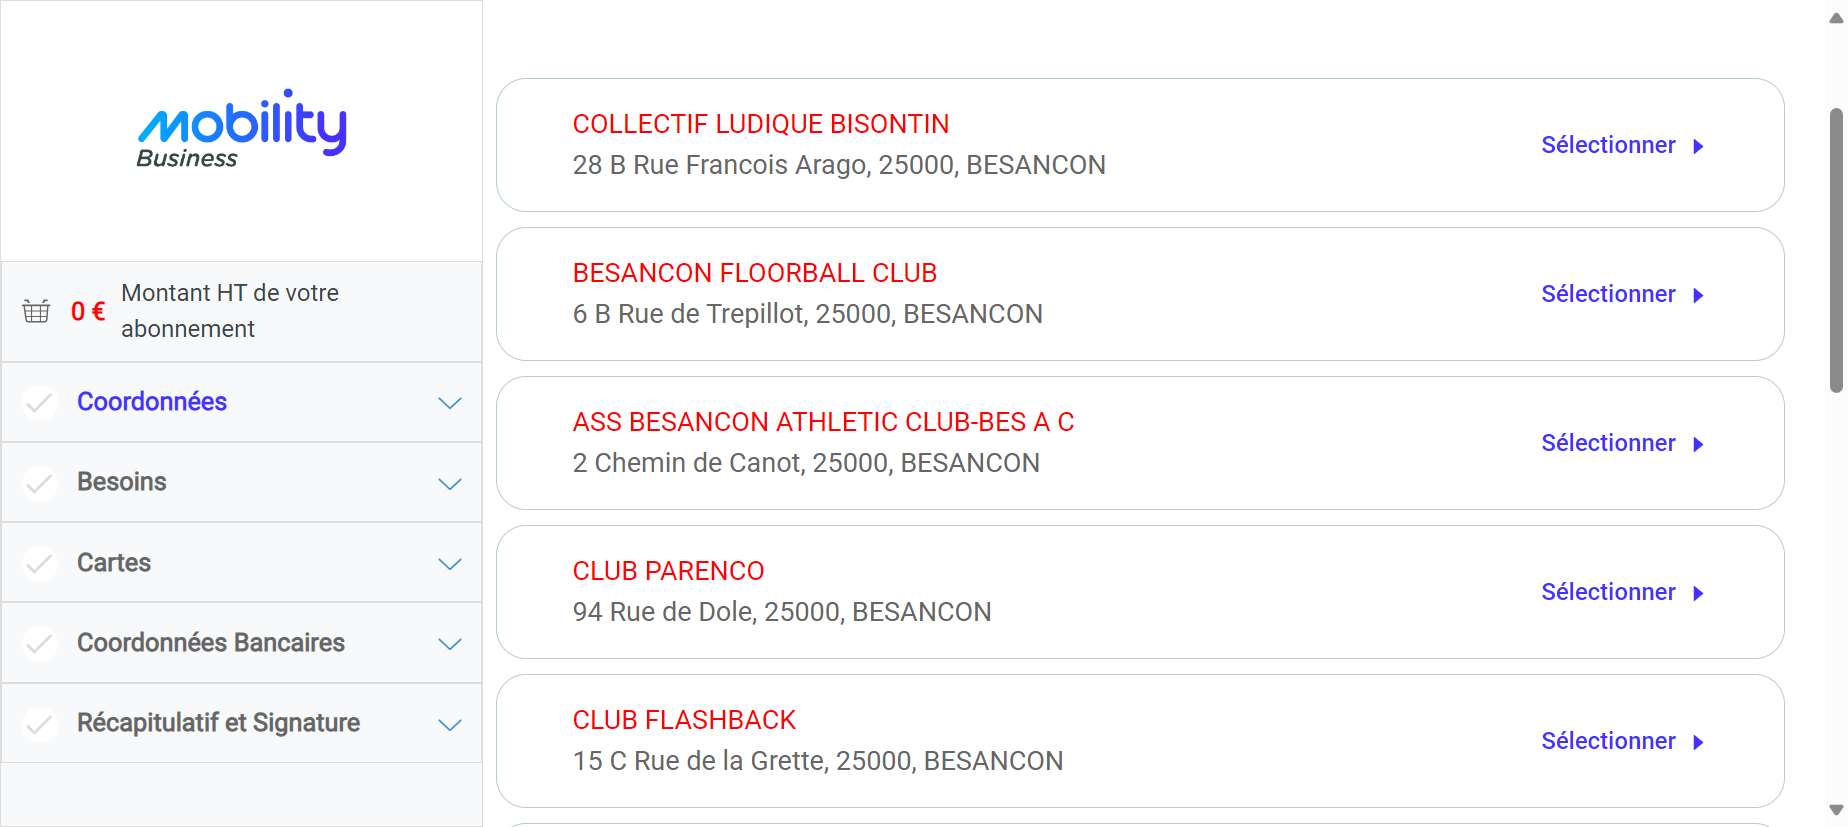 mobility
Business
0 €
Montant HT de votre
abonnement
Coordonnées
Besoins
Cartes
Coordonnées Bancaires
Récapitulatif et Signature
COLLECTIF LUDIQUE BISONTIN
28 B Rue Francois Arago, 25000, BESANCON
Sélectionner
BESANCON FLOORBALL CLUB
6 B Rue de Trepillot, 25000, BESANCON
Sélectionner
ASS BESANCON ATHLETIC CLUB-BES A C
2 Chemin de Canot, 25000, BESANCON
Sélectionner
CLUB PARENCO
94 Rue de Dole, 25000, BESANCON
Sélectionner
CLUB FLASHBACK
15 C Rue de la Grette, 25000, BESANCON
Sélectionner